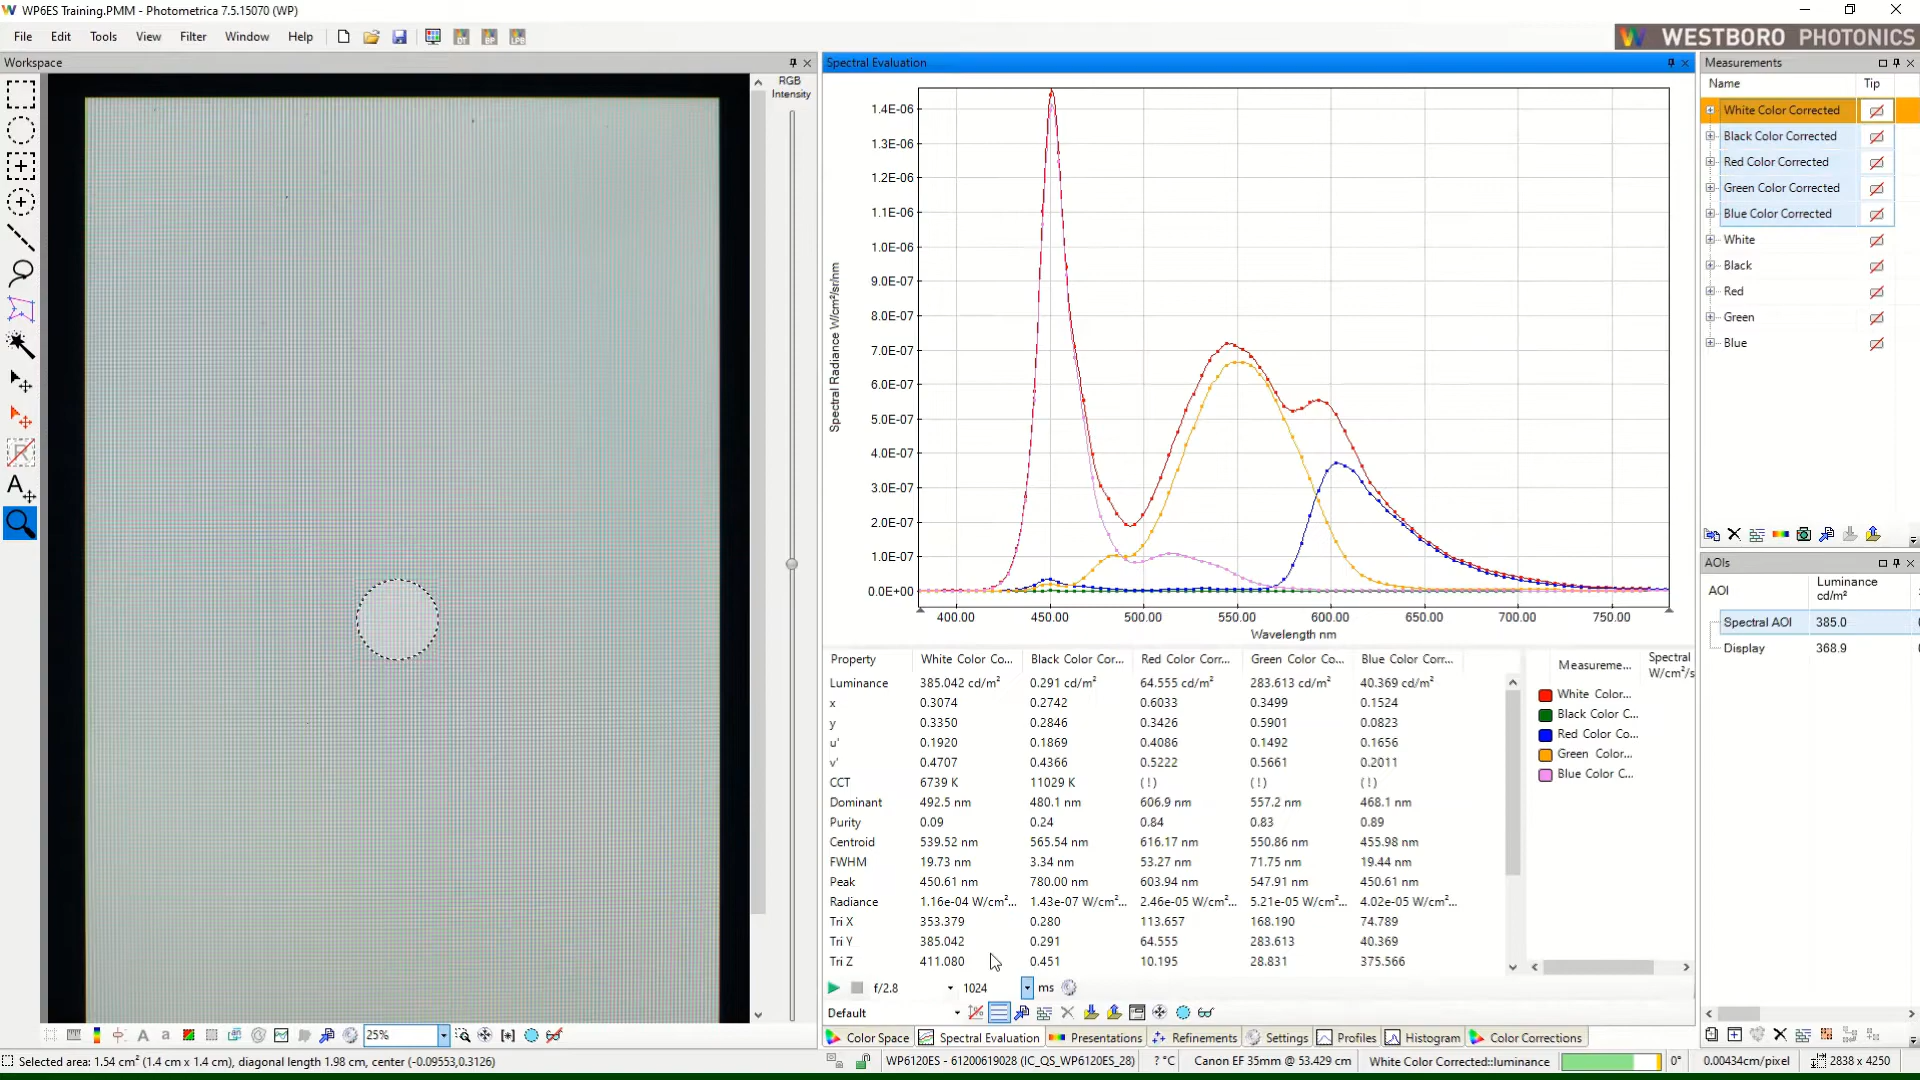 WP6ES Training.PMM - Photometrica 7.5.15070 (WP)
File Edit Tools View Filter Window Help
WESTBORO PHOTONICS
Workspace
RGB
Intensity
Spectral Evaluation
1.4E-06
1.3E-06
1.2E-06
1.1E-06
1.0E-06
9.0E-07
8.0E-07
7.0E-07
6.0E-07
5.0E-07
4.0E-07
3.0E-07
2.0E-07
1.0E-07
0.0E+00
Spectral Radiance W/cm²/sr/nm
400.00 450.00 500.00 550.00 600.00 650.00 700.00 750.00
Wavelength nm
Property White Color Co... Black Color Cor... Red Color Corr... Green Color Co... Blue Color Corr...
Luminance 385.042 cd/m² 0.291 cd/m² 64.555 cd/m² 283.613 cd/m² 40.369 cd/m²
x 0.3074 0.2742 0.6033 0.3499 0.1524
y 0.3350 0.2846 0.3426 0.5901 0.0823
u' 0.1920 0.1869 0.4086 0.1492 0.1656
v' 0.4707 0.4366 0.5222 0.5661 0.2011
CCT 6739 K 11029 K (!) (!) (!)
Dominant 492.5 nm 480.1 nm 606.9 nm 557.2 nm 468.1 nm
Purity 0.09 0.24 0.84 0.83 0.89
Centroid 539.52 nm 565.54 nm 616.17 nm 550.86 nm 455.98 nm
FWHM 19.73 nm 3.34 nm 53.27 nm 71.75 nm 19.44 nm
Peak 450.61 nm 780.00 nm 603.94 nm 547.91 nm 450.61 nm
Radiance 1.16e-04 W/cm²... 1.43e-07 W/cm²... 2.46e-05 W/cm²... 5.21e-05 W/cm²... 4.02e-05 W/cm²...
Tri X 353.379 0.280 113.657 168.190 74.789
Tri Y 385.042 0.291 64.555 283.613 40.369
Tri Z 411.080 0.451 10.195 28.831 375.566
Measureme... Spectral
W/cm²/s
White Color...
Black Color C...
Red Color Co...
Green Color...
Blue Color C...
f/2.8 1024 ms
Default
Color Space Spectral Evaluation Presentations Refinements Settings Profiles Histogram Color Corrections
Measurements
Name Tip
White Color Corrected
Black Color Corrected
Red Color Corrected
Green Color Corrected
Blue Color Corrected
White
Black
Red
Green
Blue
AOIs
AOI Luminance
cd/m²
Spectral AOI 385.0
Display 368.9
25%
Selected area: 1.54 cm² (1.4 cm x 1.4 cm), diagonal length 1.98 cm, center (-0.09553, 0.3126)
WP6120ES - 61200619028 (IC_QS_WP6120ES_28) ? °C Canon EF 35mm @ 53.429 cm White Color Corrected::luminance 0° 0.00434cm/pixel 2838 x 4250